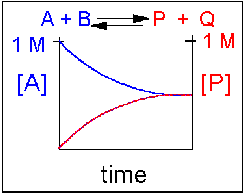 A + B ⇌ P + Q
1 M 1 M
[A] [P]
time